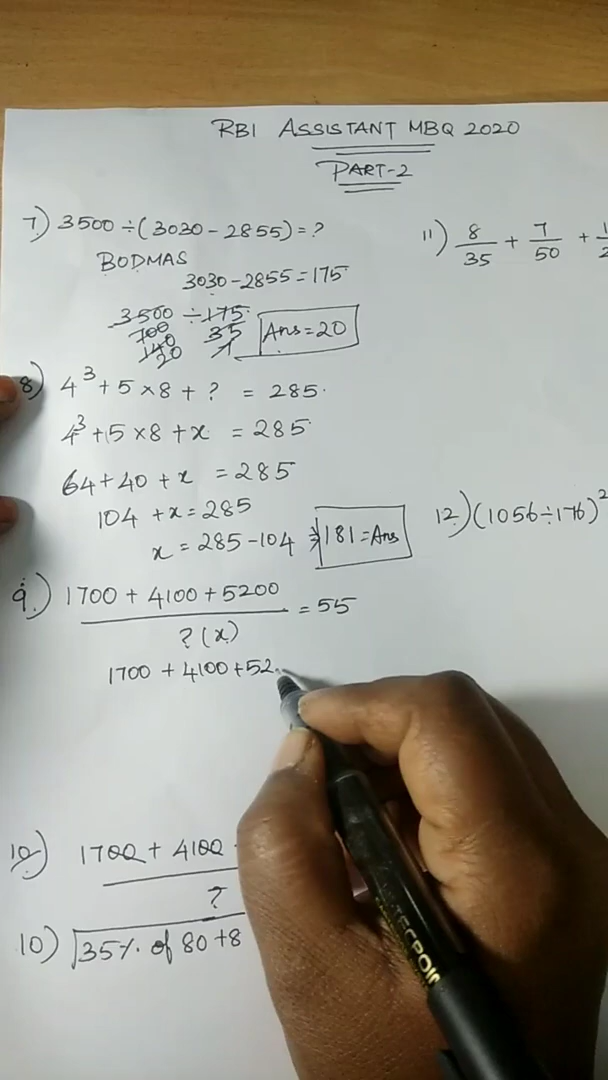 RBI ASSISTANT MBQ 2020
PART-2
7) 3500 ÷ (3030 - 2855) = ?
BODMAS
3030 - 2855 = 175
3500 ÷ 175
700 35
140
20
Ans = 20
8) 4³ + 5 × 8 + ? = 285
4³ + 5 × 8 + x = 285
64 + 40 + x = 285
104 + x = 285
x = 285 - 104 = 181 = Ans
9.) 1700 + 4100 + 5200 = 55
? (x)
1700 + 4100 + 52
10) 1700 + 4100
?
10) √35% of 80 + 8
11) 8/35 + 7/50 +
12.) (1056 ÷ 176)²
TECPOI